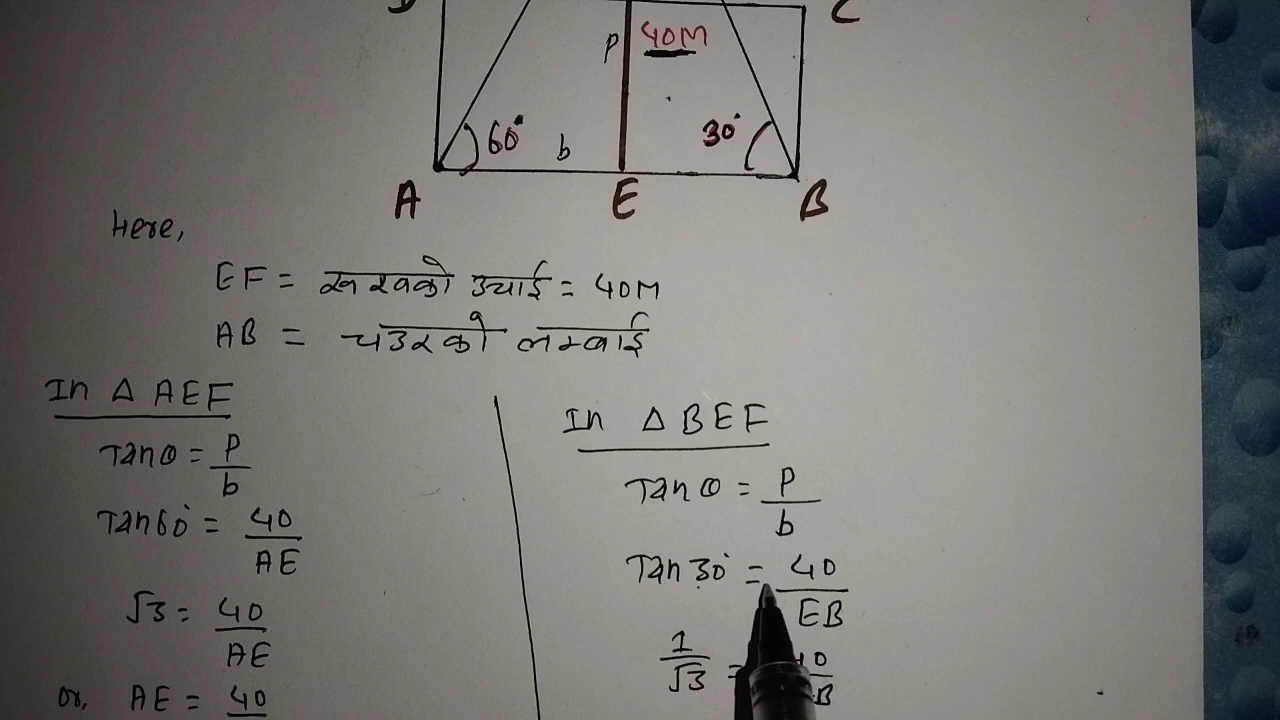 D C
P 40M
60° b 30°
A E B
Here,
EF = खम्बाको उचाई = 40M
AB = चउरको लम्बाई
In △ AEF
Tanθ = P/b
Tan60° = 40/AE
√3 = 40/AE
or, AE = 40
In △ BEF
Tanθ = P/b
Tan30° = 40/EB
1/√3 =